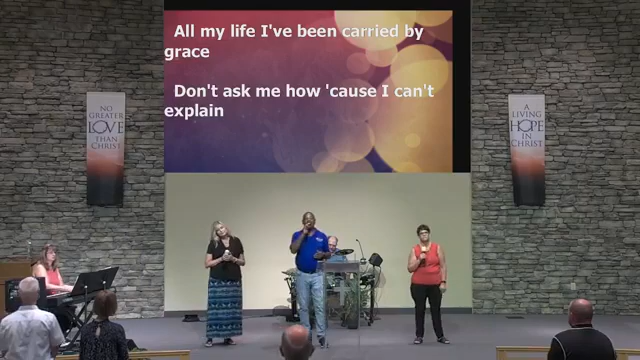 All my life I've been carried by
grace
Don't ask me how 'cause I can't
explain
NO
GREATER
LOVE
THAN
CHRIST
A
LIVING
HOPE
IN
CHRIST